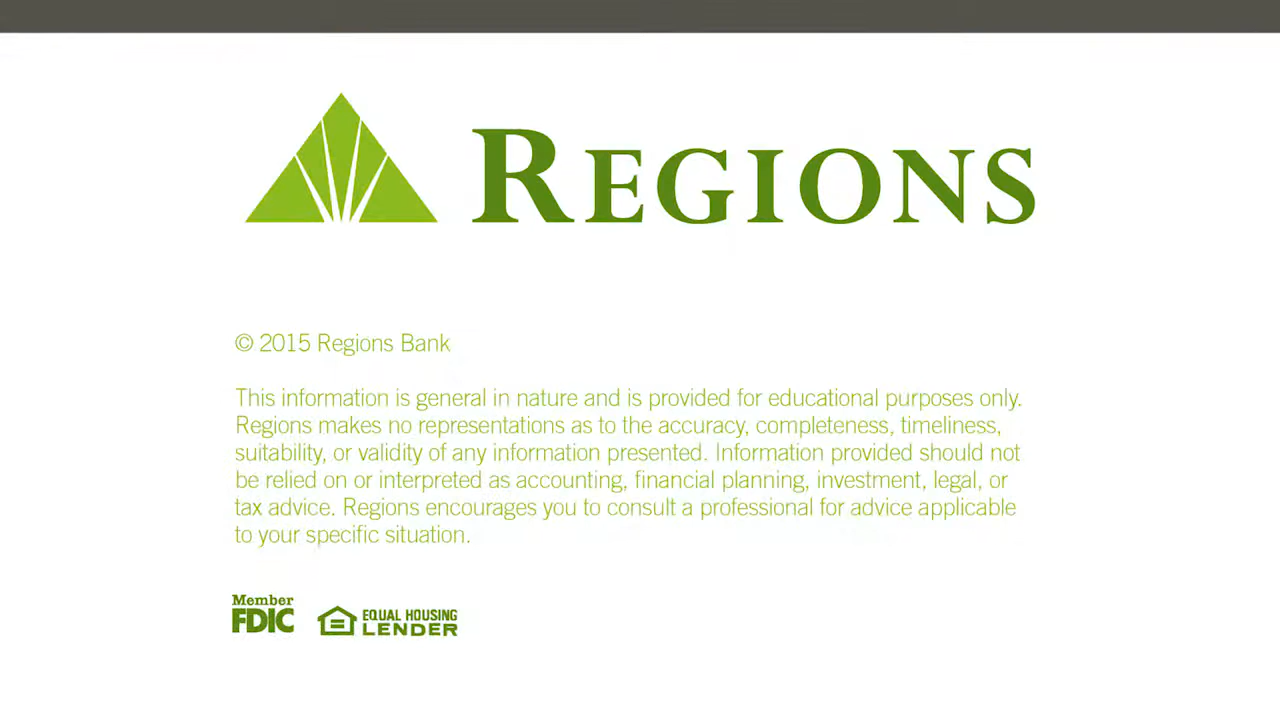 REGIONS
© 2015 Regions Bank
This information is general in nature and is provided for educational purposes only.
Regions makes no representations as to the accuracy, completeness, timeliness,
suitability, or validity of any information presented. Information provided should not
be relied on or interpreted as accounting, financial planning, investment, legal, or
tax advice. Regions encourages you to consult a professional for advice applicable
to your specific situation.
Member
FDIC
EQUAL HOUSING
LENDER